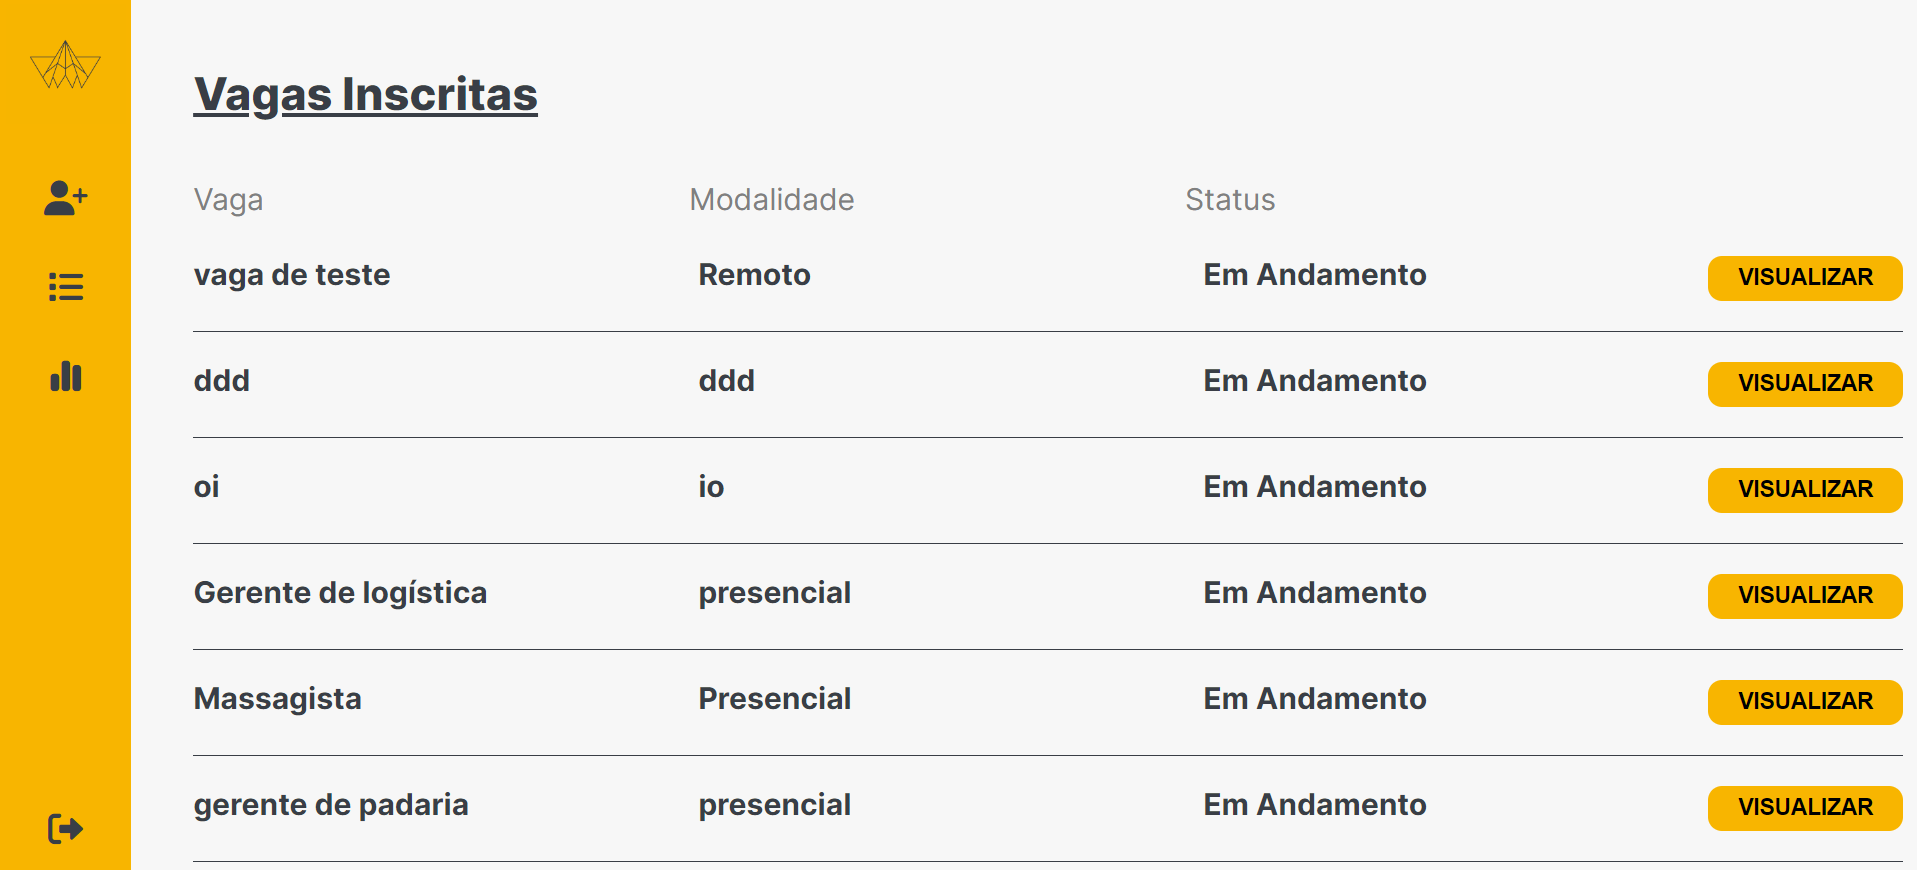 Vagas Inscritas
Vaga Modalidade Status
vaga de teste Remoto Em Andamento VISUALIZAR
ddd ddd Em Andamento VISUALIZAR
oi io Em Andamento VISUALIZAR
Gerente de logística presencial Em Andamento VISUALIZAR
Massagista Presencial Em Andamento VISUALIZAR
gerente de padaria presencial Em Andamento VISUALIZAR